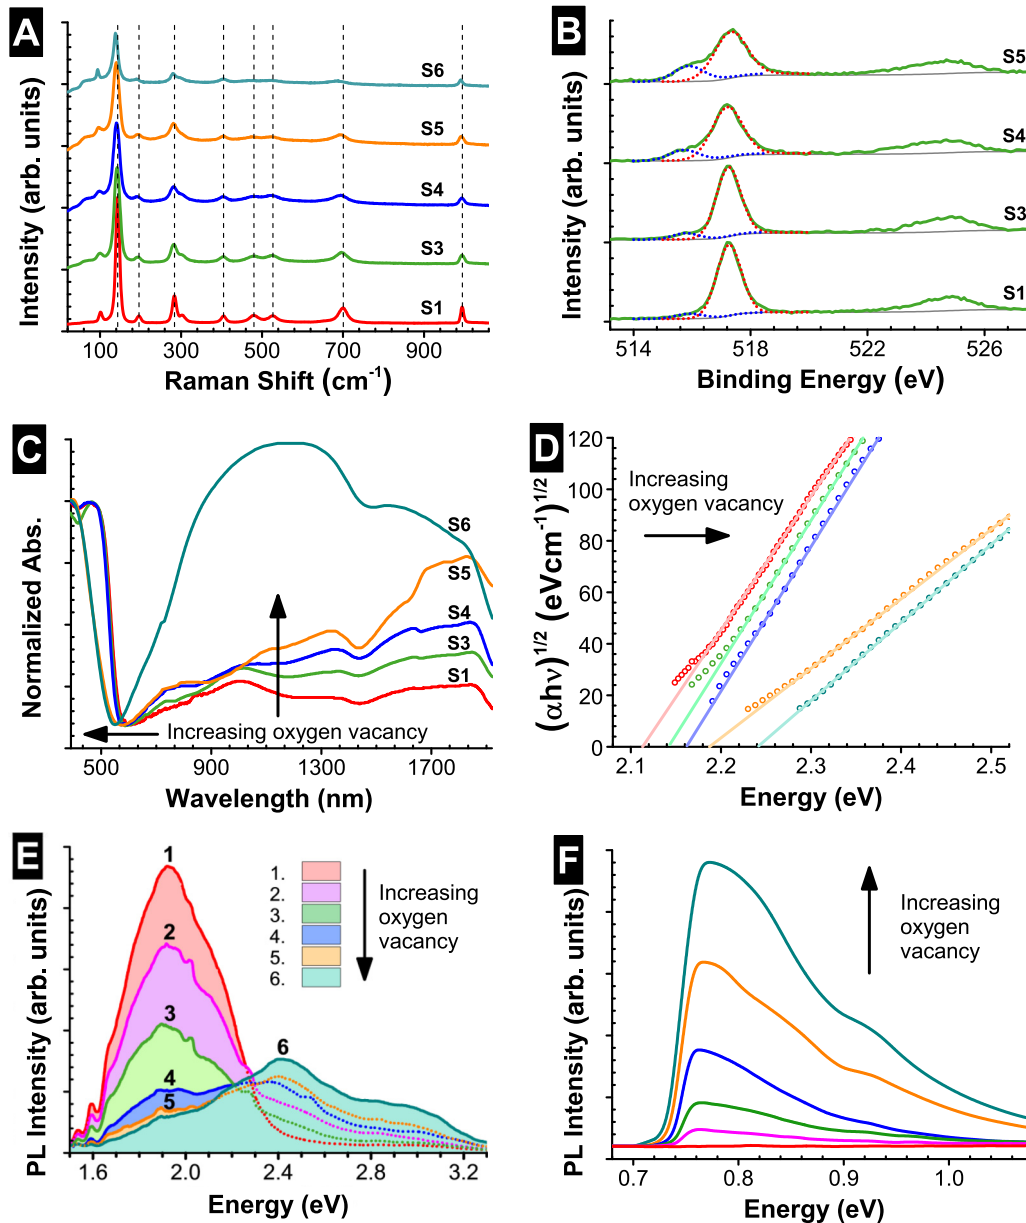 A
Intensity (arb. units)
S6
S5
S4
S3
S1
100 300 500 700 900
Raman Shift (cm⁻¹)
B
Intensity (arb. units)
S5
S4
S3
S1
514 518 522 526
Binding Energy (eV)
C
Normalized Abs.
S6
S5
S4
S3
S1
Increasing oxygen vacancy
500 900 1300 1700
Wavelength (nm)
D
(αhν)^1/2 (eVcm⁻¹)^1/2
120
100
80
60
40
20
0
Increasing
oxygen vacancy
2.1 2.2 2.3 2.4 2.5
Energy (eV)
E
PL Intensity (arb. units)
1
2
3
4
5
6
1.
2.
3.
4.
5.
6.
Increasing
oxygen
vacancy
1.6 2.0 2.4 2.8 3.2
Energy (eV)
F
PL Intensity (arb. units)
Increasing
oxygen
vacancy
0.7 0.8 0.9 1.0
Energy (eV)